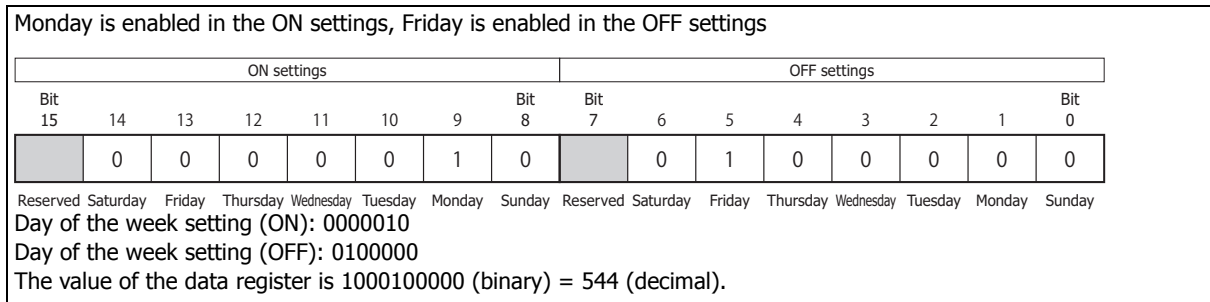 Monday is enabled in the ON settings, Friday is enabled in the OFF settings
ON settings OFF settings
Bit Bit Bit Bit
15 14 13 12 11 10 9 8 7 6 5 4 3 2 1 0
0 0 0 0 0 1 0 0 1 0 0 0 0 0
Reserved Saturday Friday Thursday Wednesday Tuesday Monday Sunday Reserved Saturday Friday Thursday Wednesday Tuesday Monday Sunday
Day of the week setting (ON): 0000010
Day of the week setting (OFF): 0100000
The value of the data register is 1000100000 (binary) = 544 (decimal).